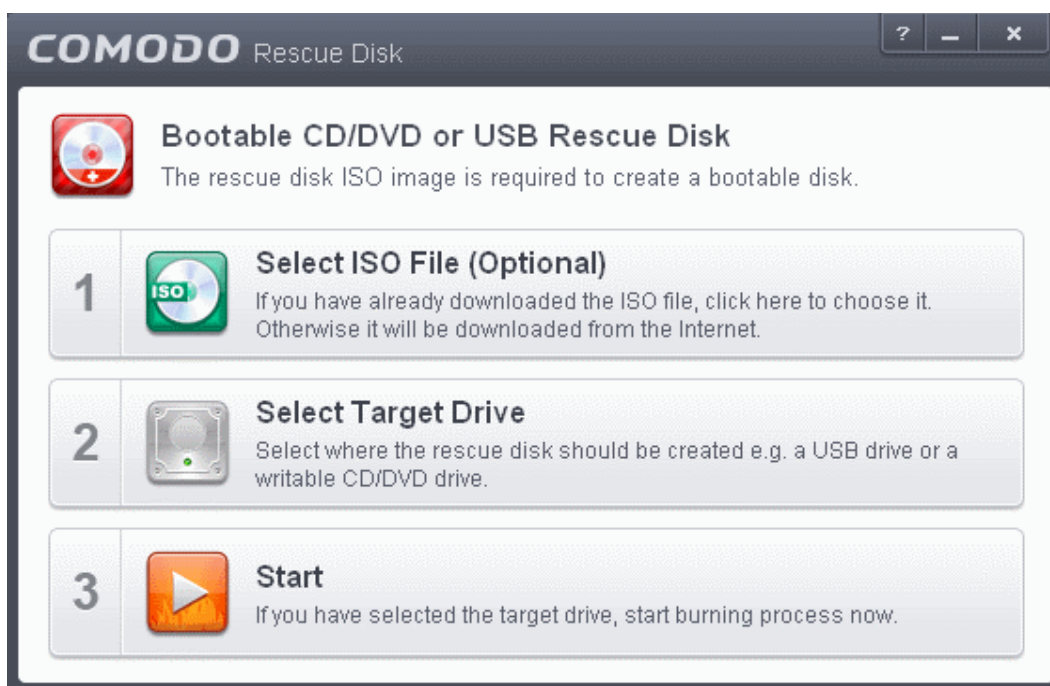 COMODO Rescue Disk
?
Bootable CD/DVD or USB Rescue Disk
The rescue disk ISO image is required to create a bootable disk.
1
ISO
Select ISO File (Optional)
If you have already downloaded the ISO file, click here to choose it.
Otherwise it will be downloaded from the Internet.
2
Select Target Drive
Select where the rescue disk should be created e.g. a USB drive or a
writable CD/DVD drive.
3
Start
If you have selected the target drive, start burning process now.